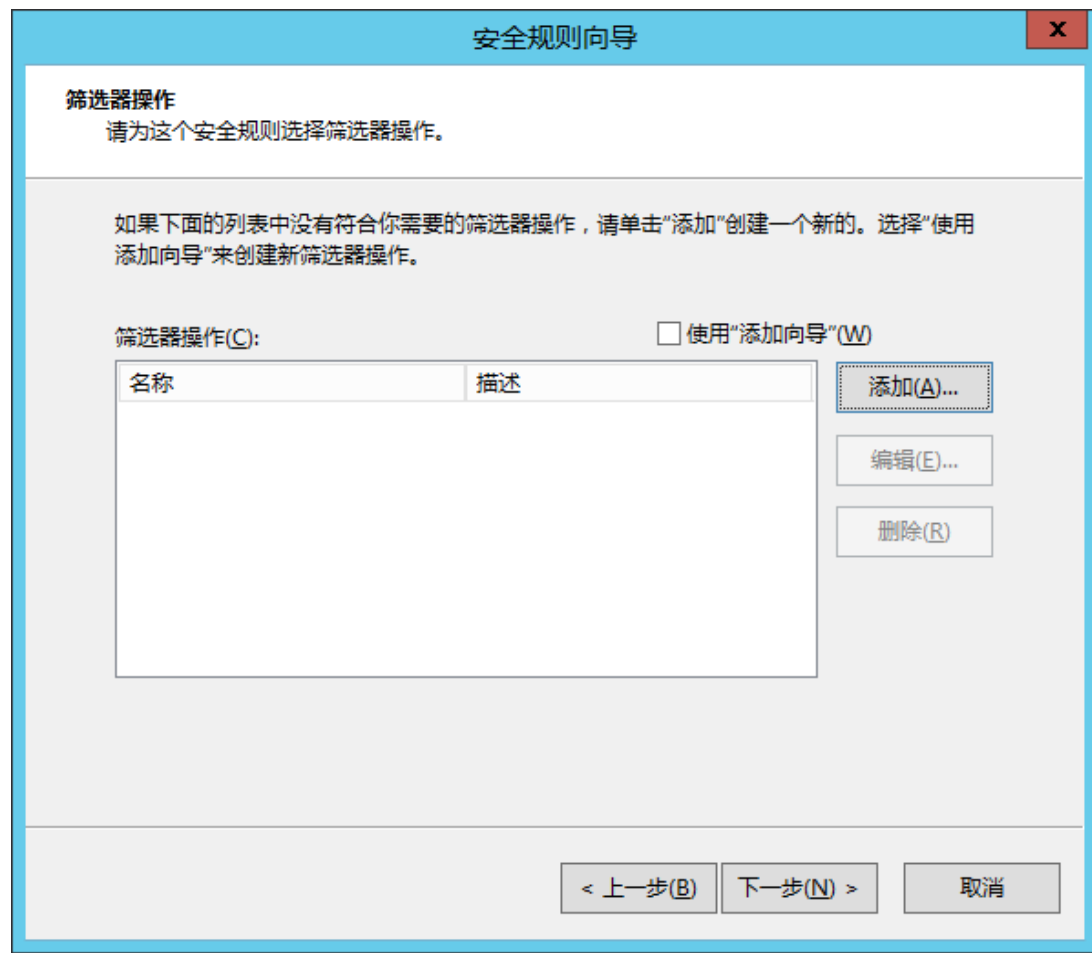 安全规则向导
x
筛选器操作
请为这个安全规则选择筛选器操作。
如果下面的列表中没有符合你需要的筛选器操作，请单击“添加”创建一个新的。选择“使用
添加向导”来创建新筛选器操作。
筛选器操作(C):
使用“添加向导”(W)
名称 描述
添加(A)...
编辑(E)...
删除(R)
< 上一步(B) 下一步(N) > 取消